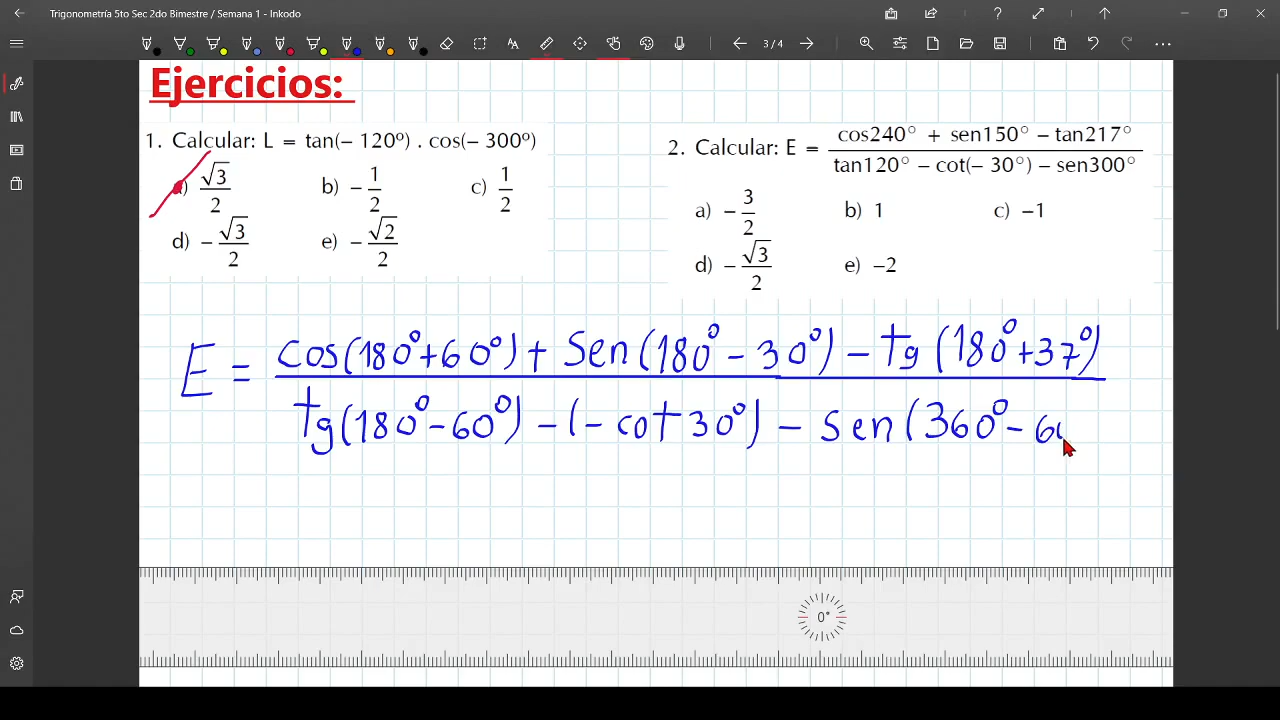 Trigonometría 5to Sec 2do Bimestre / Semana 1 - Inkodo
3 / 4
Ejercicios:
1. Calcular: L = tan(– 120º) . cos(– 300º)
a) √3/2 b) – 1/2 c) 1/2
d) – √3/2 e) – √2/2
2. Calcular: E = (cos240° + sen150° – tan217°)/(tan120° – cot(– 30°) – sen300°)
a) – 3/2 b) 1 c) –1
d) – √3/2 e) –2
E = cos(180°+60°) + Sen(180° – 30°) – tg(180°+37°)
tg(180°–60°) – (– cot 30°) – Sen(360°– 60
0°